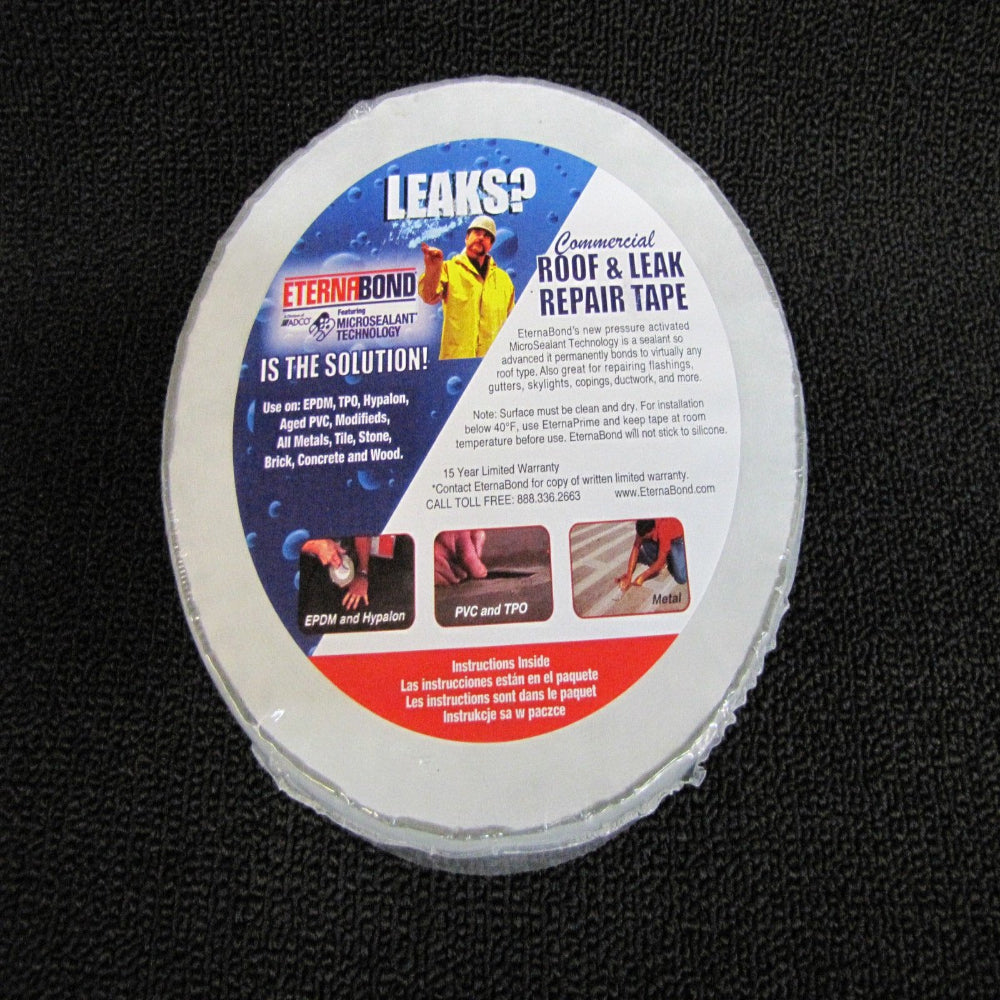 LEAKS?
ETERNABOND
A Division of
ADCO
Featuring
MICROSEALANT
TECHNOLOGY
IS THE SOLUTION!
Use on: EPDM, TPO, Hypalon,
Aged PVC, Modifieds,
All Metals, Tile, Stone,
Brick, Concrete and Wood.
Commercial
ROOF & LEAK
REPAIR TAPE
EternaBond's new pressure activated
MicroSealant Technology is a sealant so
advanced it permanently bonds to virtually any
roof type. Also great for repairing flashings,
gutters, skylights, copings, ductwork, and more.
Note: Surface must be clean and dry. For installation
below 40°F, use EternaPrime and keep tape at room
temperature before use. EternaBond will not stick to silicone.
15 Year Limited Warranty
*Contact EternaBond for copy of written limited warranty.
CALL TOLL FREE: 888.336.2663 www.EternaBond.com
EPDM and Hypalon
PVC and TPO
Metal
Instructions Inside
Las instrucciones están en el paquete
Les instructions sont dans le paquet
Instrukcje sa w paczce